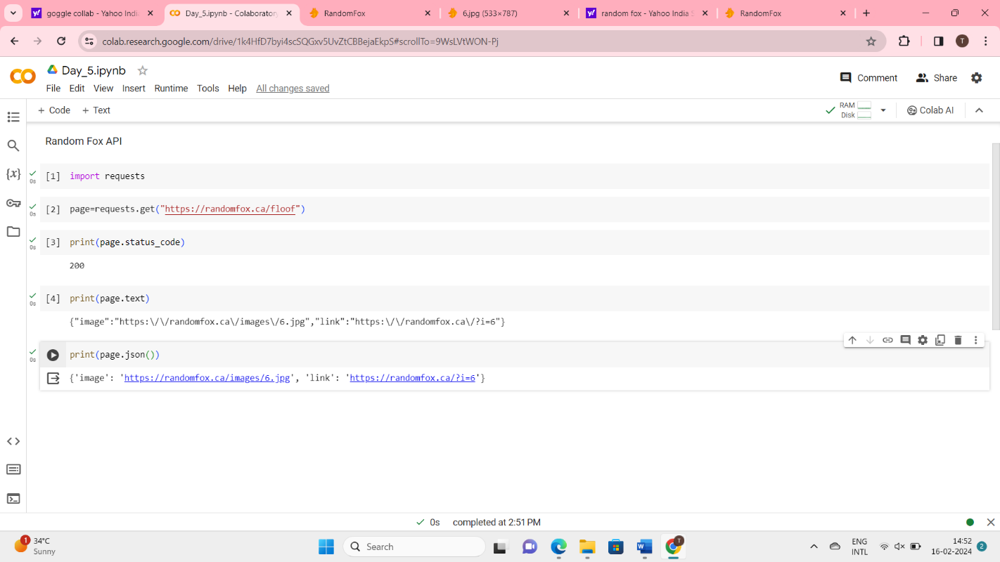 goggle collab - Yahoo Indi
Day_5.ipynb - Colaboratory
RandomFox
6.jpg (533×787)
random fox - Yahoo India S
RandomFox
colab.research.google.com/drive/1k4HfD7byi4scSQGxv5UvZtCBBejaEkpS#scrollTo=9WsLVtWON-Pj
T
Day_5.ipynb
Comment
Share
File Edit View Insert Runtime Tools Help All changes saved
+ Code + Text
RAM
Disk
Colab AI
Random Fox API
{x}
[1] import requests
0s
[2] page=requests.get("https://randomfox.ca/floof")
0s
[3] print(page.status_code)
0s
200
[4] print(page.text)
0s
{"image":"https:\/\/randomfox.ca\/images\/6.jpg","link":"https:\/\/randomfox.ca\/?i=6"}
print(page.json())
0s
{'image': 'https://randomfox.ca/images/6.jpg', 'link': 'https://randomfox.ca/?i=6'}
0s completed at 2:51 PM
1
34°C
Sunny
Search
W
T
ENG
INTL
14:52
16-02-2024
2